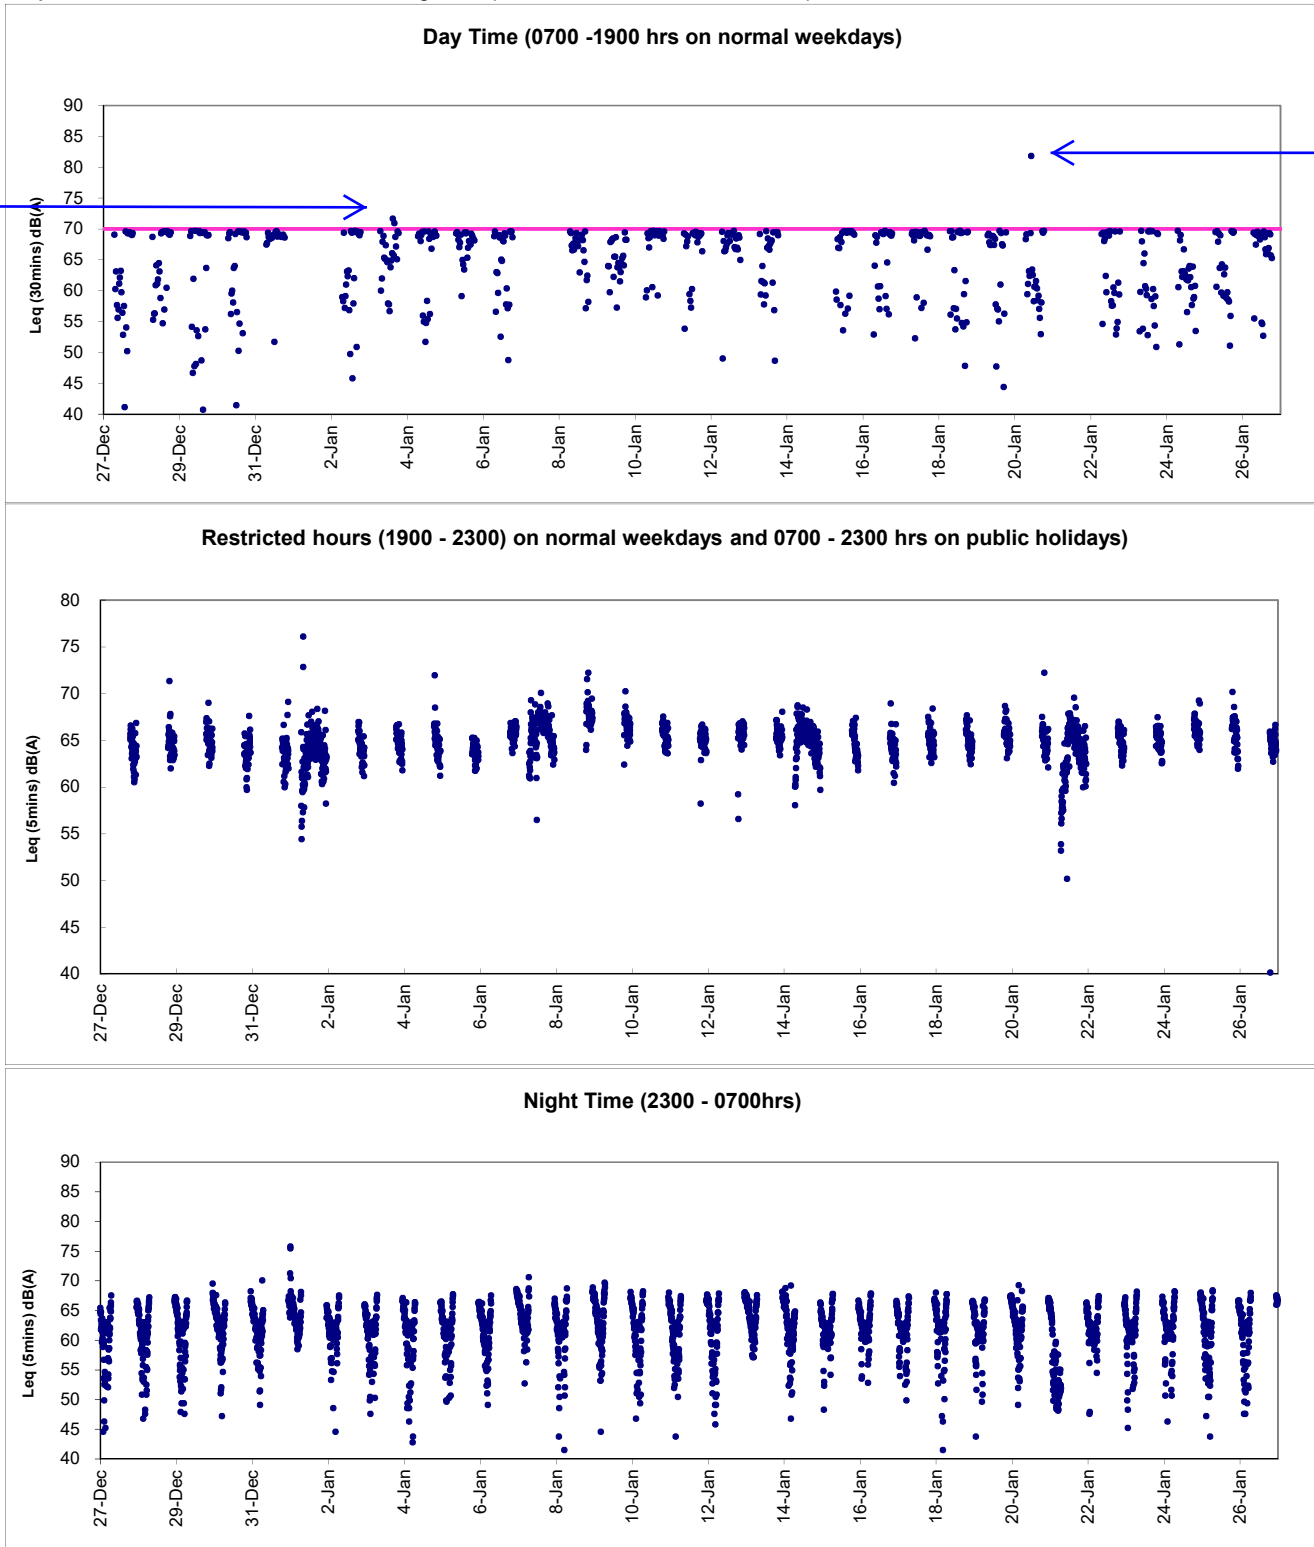 Day Time (0700 -1900 hrs on normal weekdays)
Leq (30mins) dB(A)
90
85
80
75
70
65
60
55
50
45
40
27-Dec
29-Dec
31-Dec
2-Jan
4-Jan
6-Jan
8-Jan
10-Jan
12-Jan
14-Jan
16-Jan
18-Jan
20-Jan
22-Jan
24-Jan
26-Jan
Restricted hours (1900 - 2300) on normal weekdays and 0700 - 2300 hrs on public holidays)
Leq (5mins) dB(A)
80
75
70
65
60
55
50
45
40
27-Dec
29-Dec
31-Dec
2-Jan
4-Jan
6-Jan
8-Jan
10-Jan
12-Jan
14-Jan
16-Jan
18-Jan
20-Jan
22-Jan
24-Jan
26-Jan
Night Time (2300 - 0700hrs)
Leq (5mins) dB(A)
90
85
80
75
70
65
60
55
50
45
40
27-Dec
29-Dec
31-Dec
2-Jan
4-Jan
6-Jan
8-Jan
10-Jan
12-Jan
14-Jan
16-Jan
18-Jan
20-Jan
22-Jan
24-Jan
26-Jan